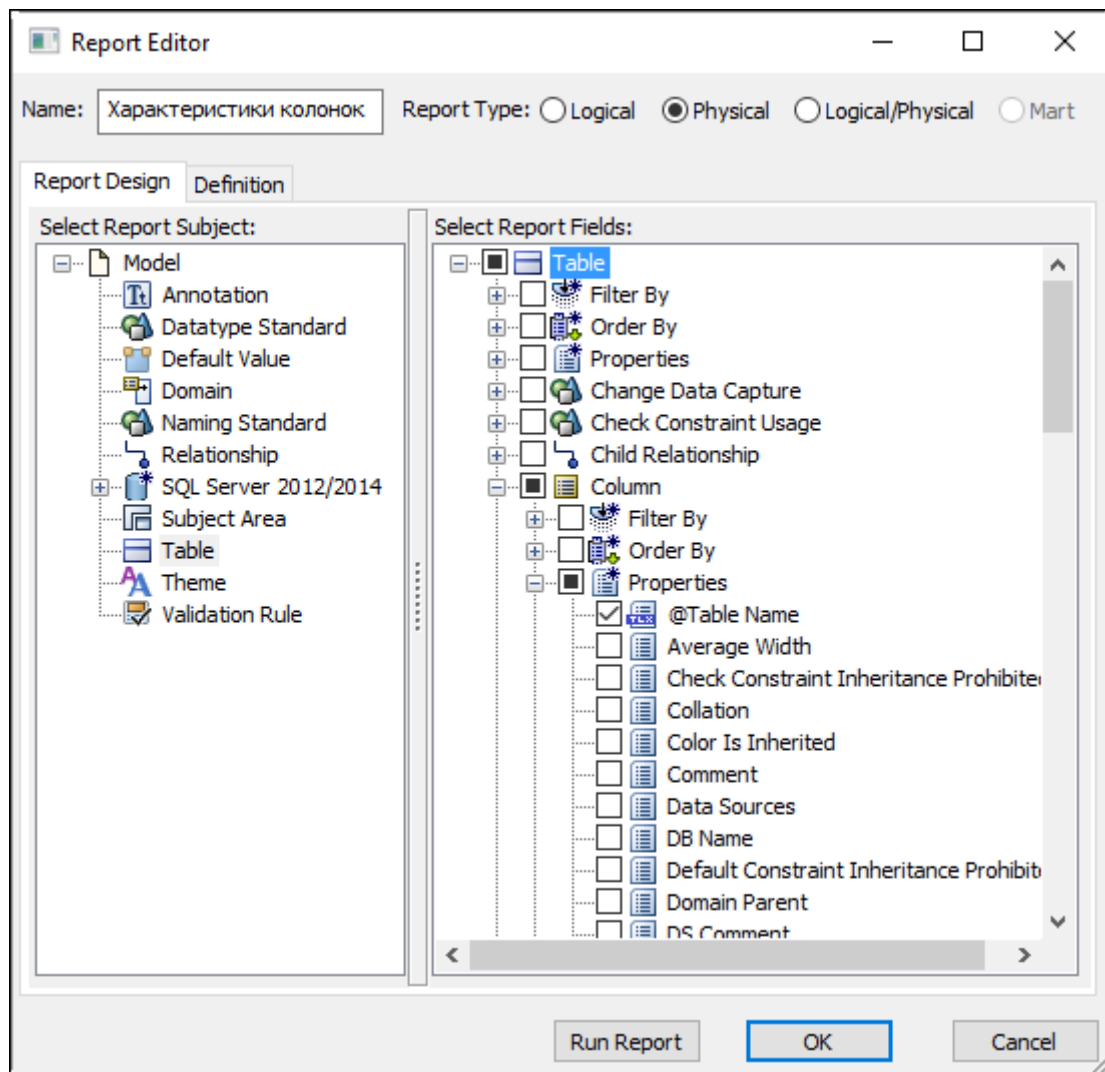 Report Editor
Name: Характеристики колонок Report Type: Logical Physical Logical/Physical Mart
Report Design Definition
Select Report Subject:
Model
Annotation
Datatype Standard
Default Value
Domain
Naming Standard
Relationship
SQL Server 2012/2014
Subject Area
Table
Theme
Validation Rule
Select Report Fields:
Table
Filter By
Order By
Properties
Change Data Capture
Check Constraint Usage
Child Relationship
Column
Filter By
Order By
Properties
@Table Name
Average Width
Check Constraint Inheritance Prohibite
Collation
Color Is Inherited
Comment
Data Sources
DB Name
Default Constraint Inheritance Prohibit
Domain Parent
DS Comment
Run Report OK Cancel